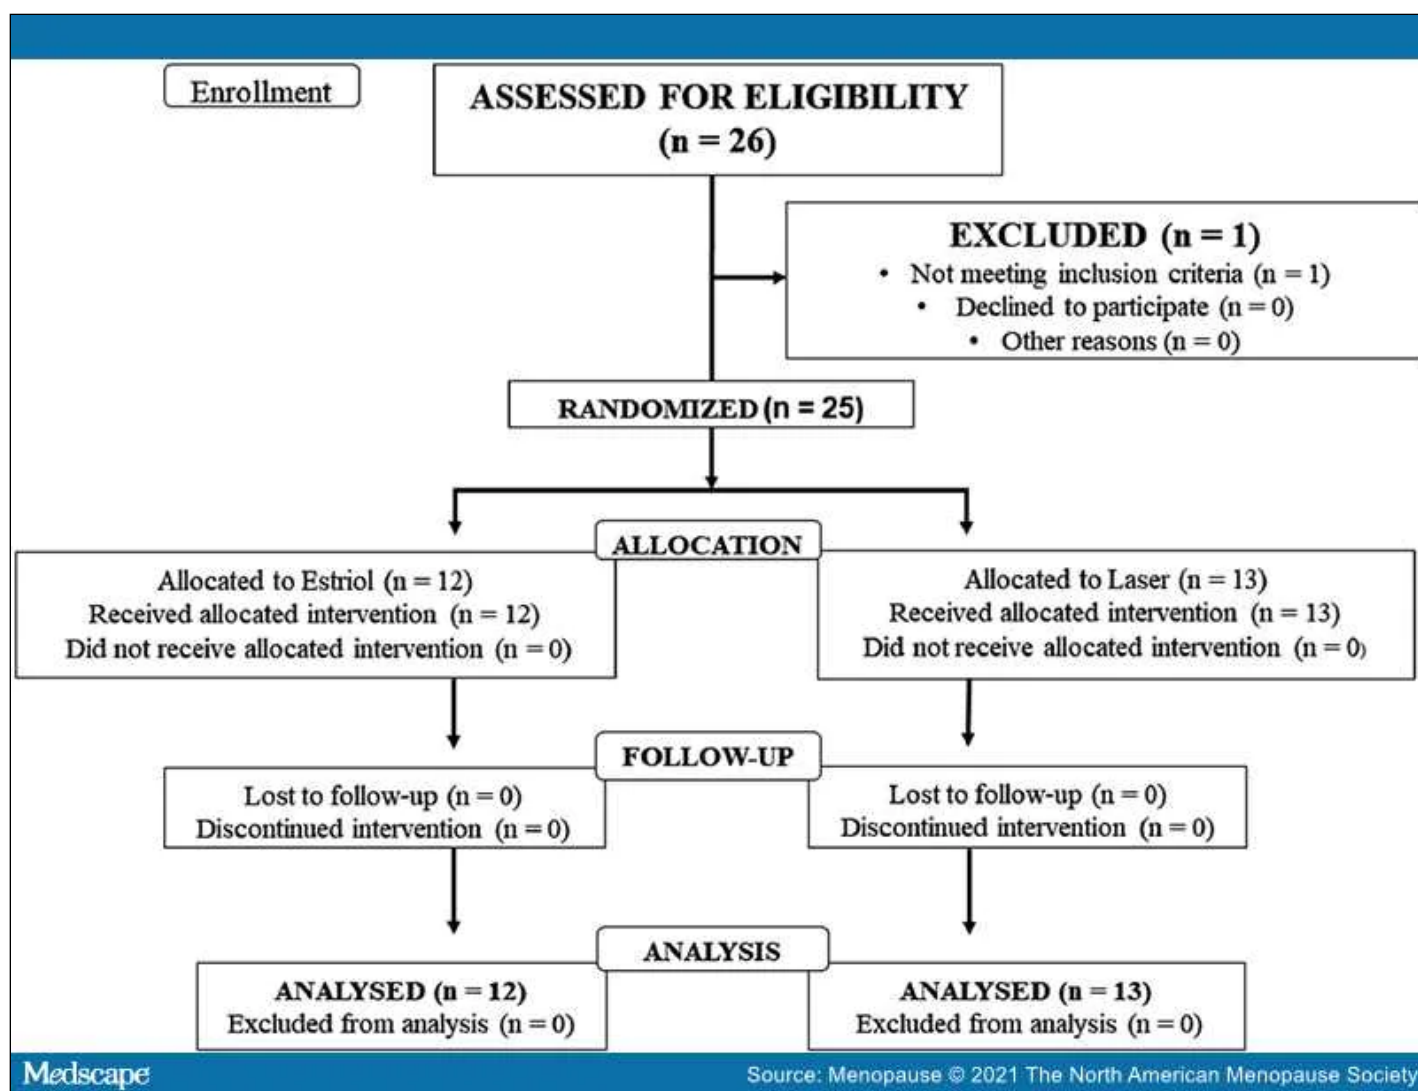 Enrollment
ASSESSED FOR ELIGIBILITY
(n = 26)
EXCLUDED (n = 1)
• Not meeting inclusion criteria (n = 1)
• Declined to participate (n = 0)
• Other reasons (n = 0)
RANDOMIZED (n = 25)
ALLOCATION
Allocated to Estriol (n = 12)
Received allocated intervention (n = 12)
Did not receive allocated intervention (n = 0)
Allocated to Laser (n = 13)
Received allocated intervention (n = 13)
Did not receive allocated intervention (n = 0)
FOLLOW-UP
Lost to follow-up (n = 0)
Discontinued intervention (n = 0)
Lost to follow-up (n = 0)
Discontinued intervention (n = 0)
ANALYSIS
ANALYSED (n = 12)
Excluded from analysis (n = 0)
ANALYSED (n = 13)
Excluded from analysis (n = 0)
Medscape
Source: Menopause © 2021 The North American Menopause Society